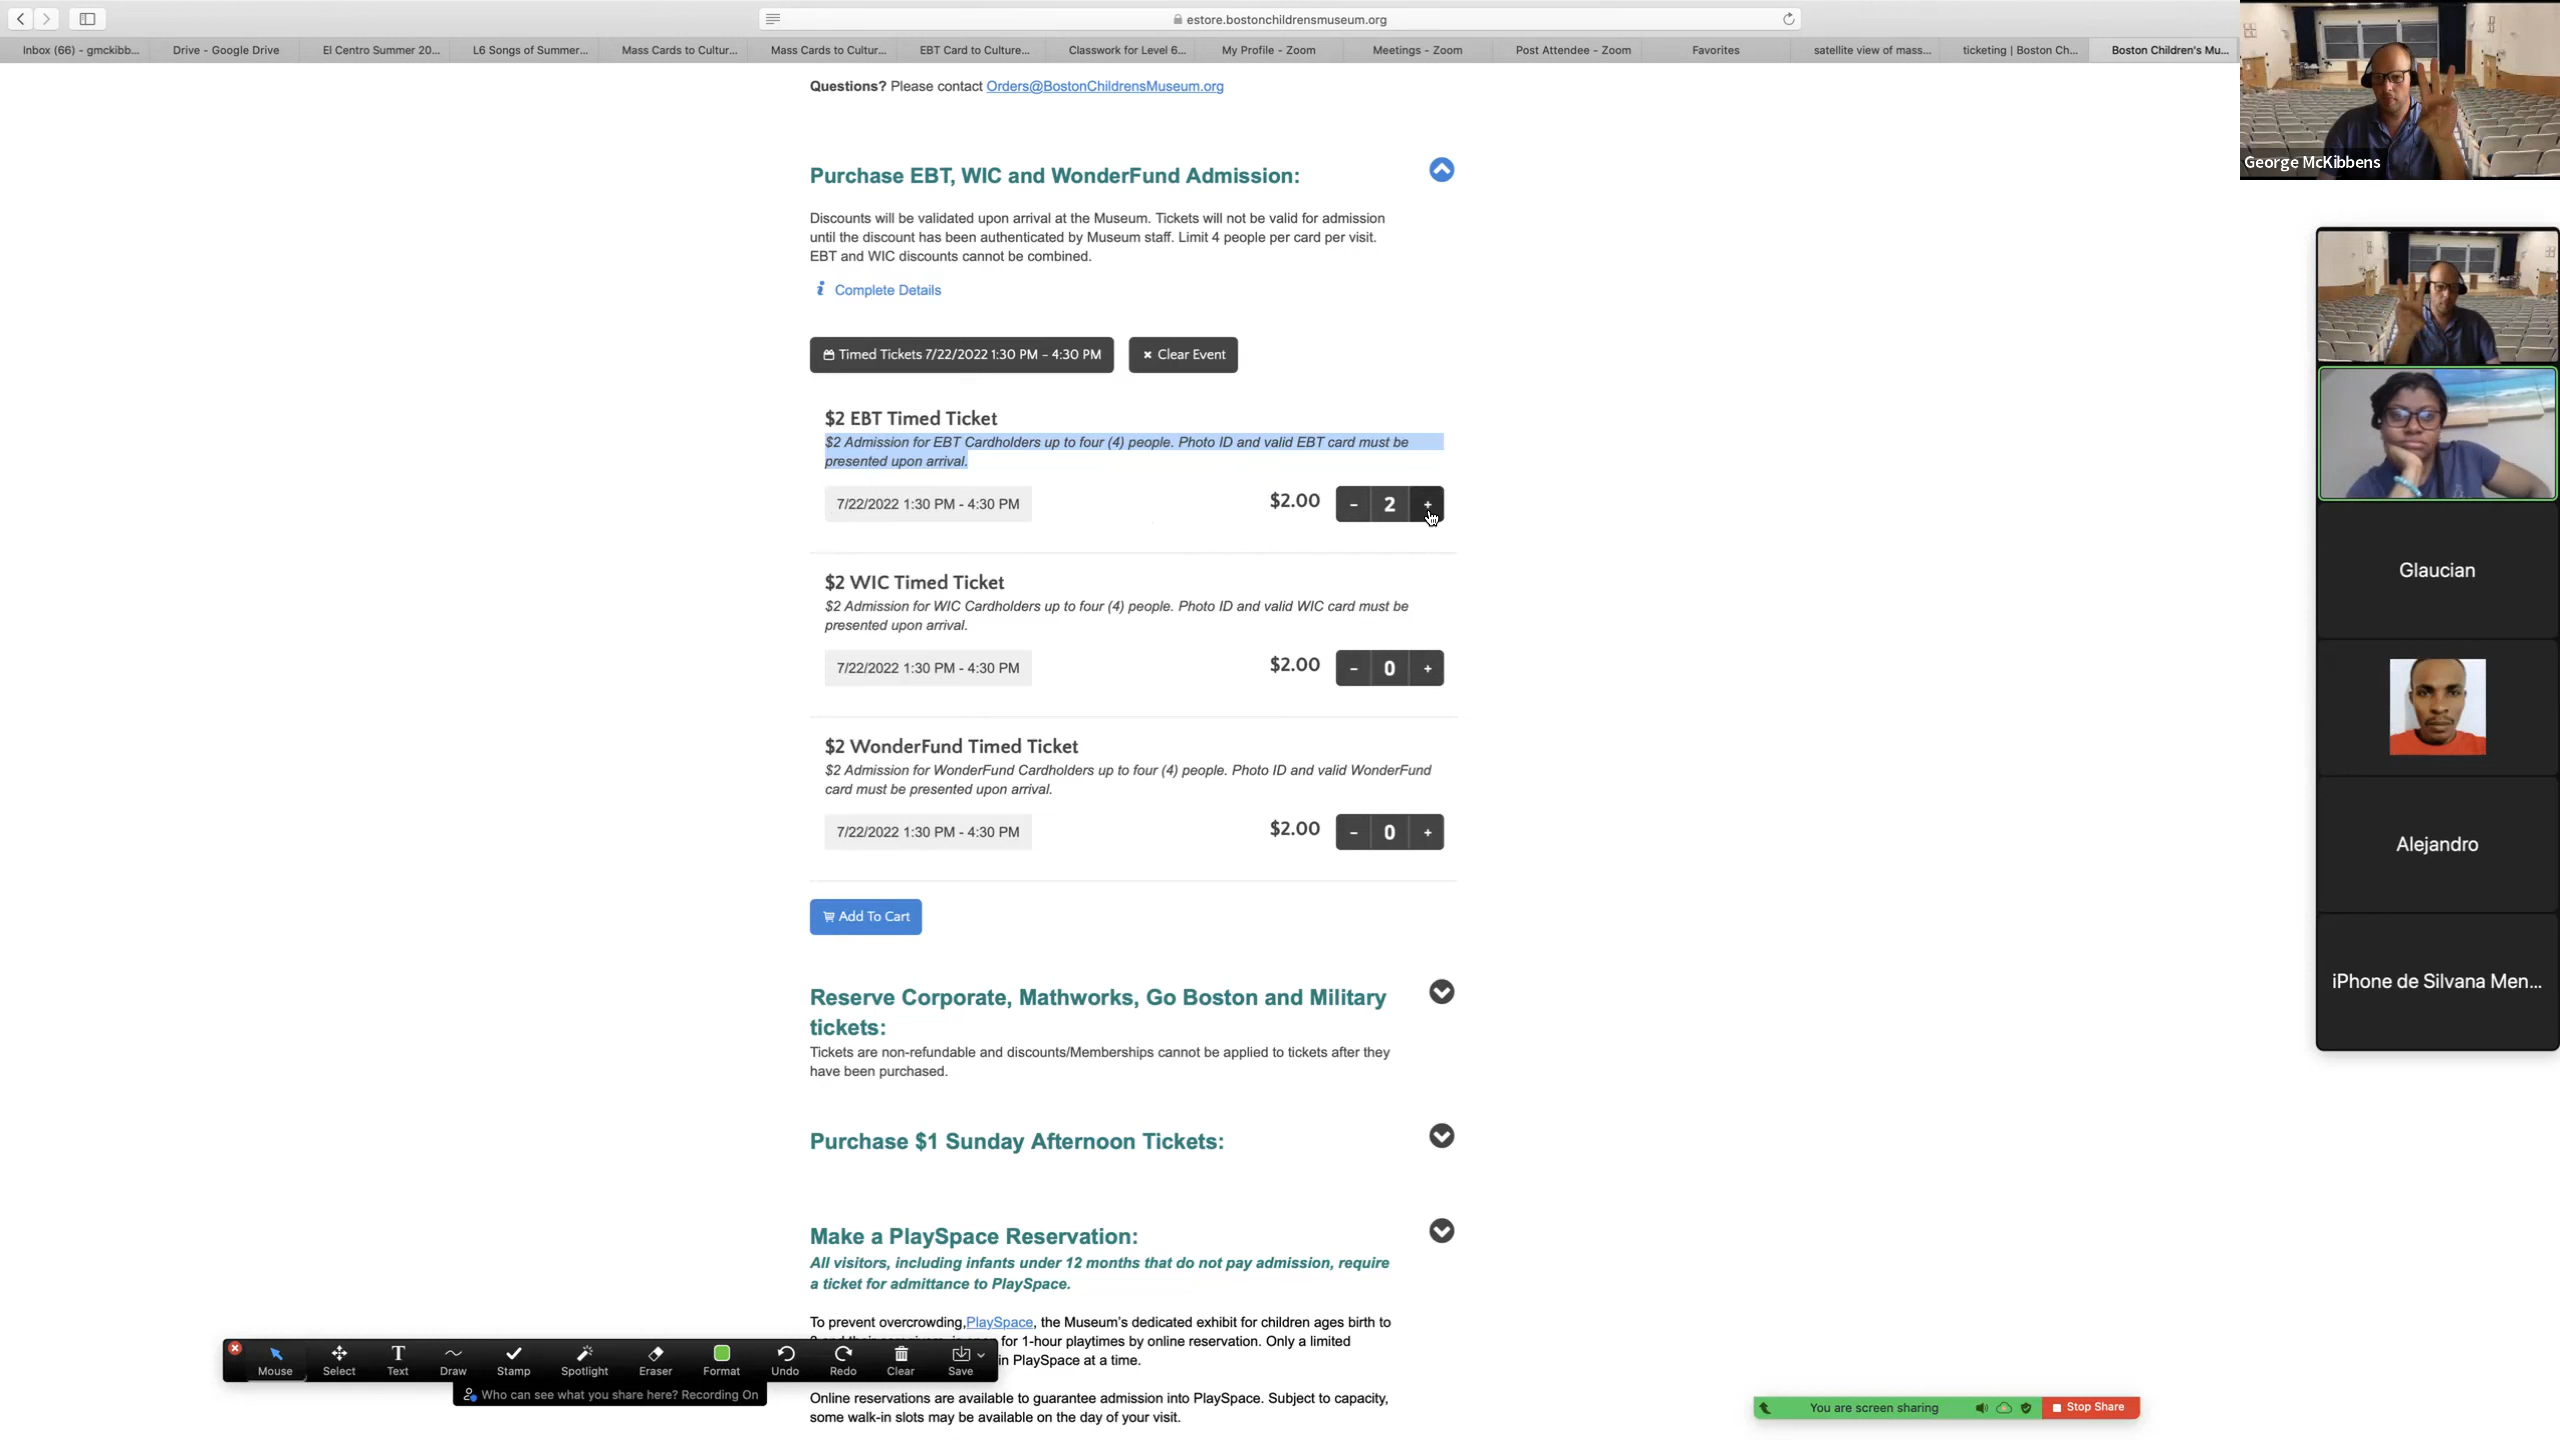 estore.bostonchildrensmuseum.org
Inbox (66) - gmckibb...
Drive - Google Drive
El Centro Summer 20...
L6 Songs of Summer...
Mass Cards to Cultur...
Mass Cards to Cultur...
EBT Card to Culture...
Classwork for Level 6...
My Profile - Zoom
Meetings - Zoom
Post Attendee - Zoom
Favorites
satellite view of mass...
ticketing | Boston Ch...
Boston Children's Mu...
Questions? Please contact Orders@BostonChildrensMuseum.org
Purchase EBT, WIC and WonderFund Admission:
Discounts will be validated upon arrival at the Museum. Tickets will not be valid for admission
until the discount has been authenticated by Museum staff. Limit 4 people per card per visit.
EBT and WIC discounts cannot be combined.
Complete Details
Timed Tickets 7/22/2022 1:30 PM - 4:30 PM
Clear Event
$2 EBT Timed Ticket
$2 Admission for EBT Cardholders up to four (4) people. Photo ID and valid EBT card must be
presented upon arrival.
7/22/2022 1:30 PM - 4:30 PM
$2.00
- 2 +
$2 WIC Timed Ticket
$2 Admission for WIC Cardholders up to four (4) people. Photo ID and valid WIC card must be
presented upon arrival.
7/22/2022 1:30 PM - 4:30 PM
$2.00
- 0 +
$2 WonderFund Timed Ticket
$2 Admission for WonderFund Cardholders up to four (4) people. Photo ID and valid WonderFund
card must be presented upon arrival.
7/22/2022 1:30 PM - 4:30 PM
$2.00
- 0 +
Add To Cart
Reserve Corporate, Mathworks, Go Boston and Military
tickets:
Tickets are non-refundable and discounts/Memberships cannot be applied to tickets after they
have been purchased.
Purchase $1 Sunday Afternoon Tickets:
Make a PlaySpace Reservation:
All visitors, including infants under 12 months that do not pay admission, require
a ticket for admittance to PlaySpace.
To prevent overcrowding,PlaySpace, the Museum's dedicated exhibit for children ages birth to
for 1-hour playtimes by online reservation. Only a limited
in PlaySpace at a time.
Online reservations are available to guarantee admission into PlaySpace. Subject to capacity,
some walk-in slots may be available on the day of your visit.
Mouse
Select
Text
Draw
Stamp
Spotlight
Eraser
Format
Undo
Redo
Clear
Save
Who can see what you share here? Recording On
You are screen sharing
Stop Share
George McKibbens
Glaucian
Alejandro
iPhone de Silvana Men...